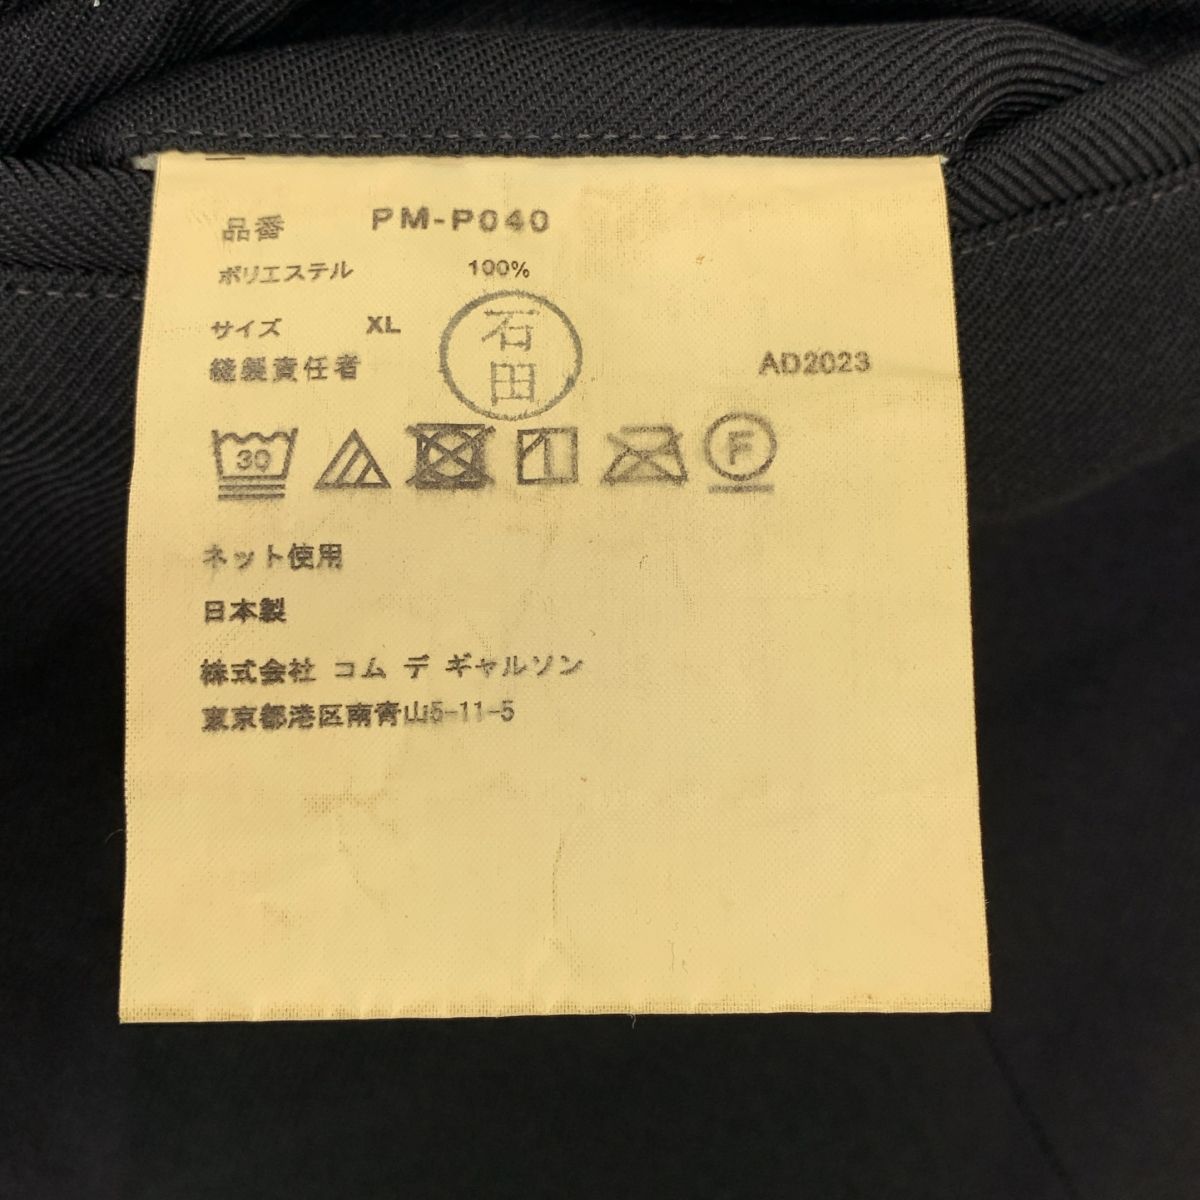 品番 PM-P040
ポリエステル 100%
サイズ XL
縫製責任者 石田
AD2023
30 F
ネット使用
日本製
株式会社 コム デ ギャルソン
東京都港区南青山5-11-5